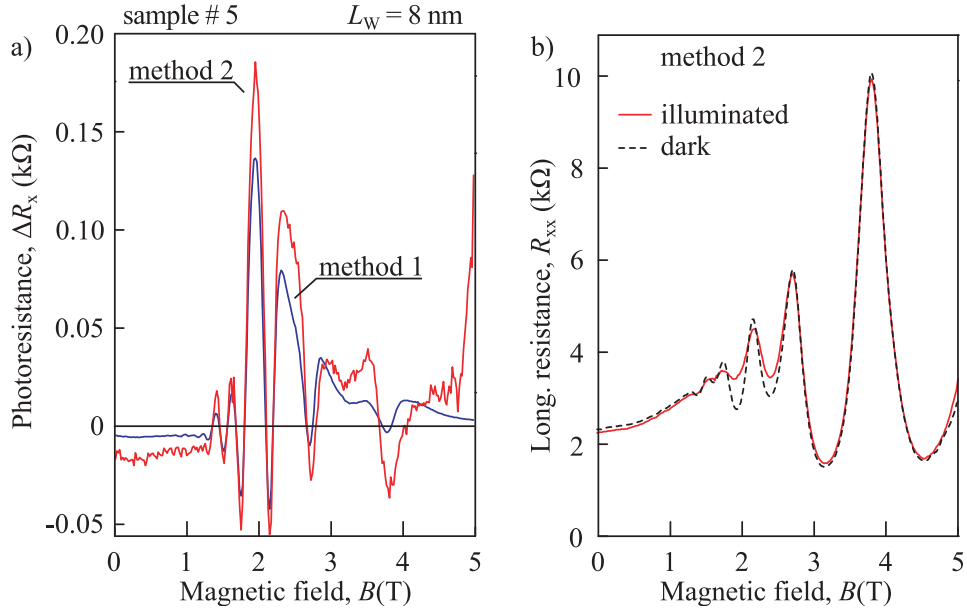 sample # 5
L_W = 8 nm
a)
0.20
0.15
0.10
0.05
0
-0.05
Photoresistance, ΔR_x (kΩ)
method 2
method 1
0 1 2 3 4 5
Magnetic field, B(T)
b)
method 2
illuminated
dark
10
8
6
4
2
0
Long. resistance, R_xx (kΩ)
0 1 2 3 4 5
Magnetic field, B(T)